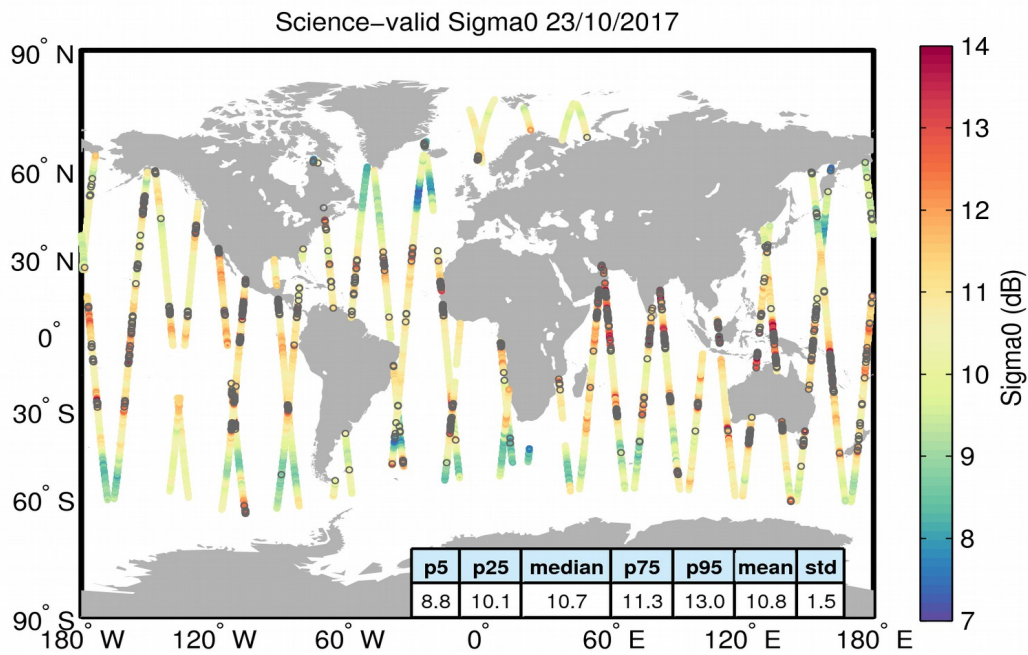 Science−valid Sigma0 23/10/2017
90° N
60° N
30° N
0°
30° S
60° S
90° S
180° W
120° W
60° W
0°
60° E
120° E
180° E
14
13
12
11
10
9
8
7
Sigma0 (dB)
p5 p25 median p75 p95 mean std
8.8 10.1 10.7 11.3 13.0 10.8 1.5